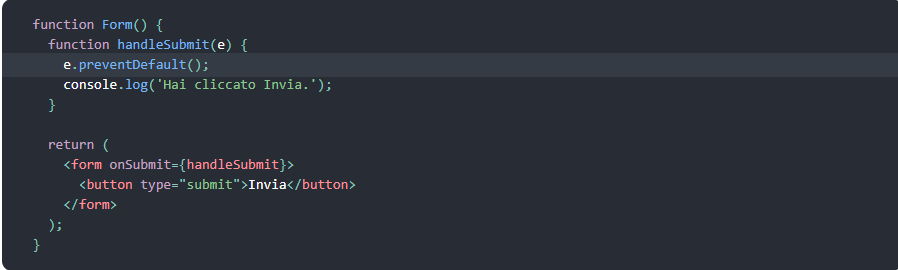 function Form() {
  function handleSubmit(e) {
    e.preventDefault();
    console.log('Hai cliccato Invia.');
  }

  return (
    <form onSubmit={handleSubmit}>
      <button type="submit">Invia</button>
    </form>
  );
}